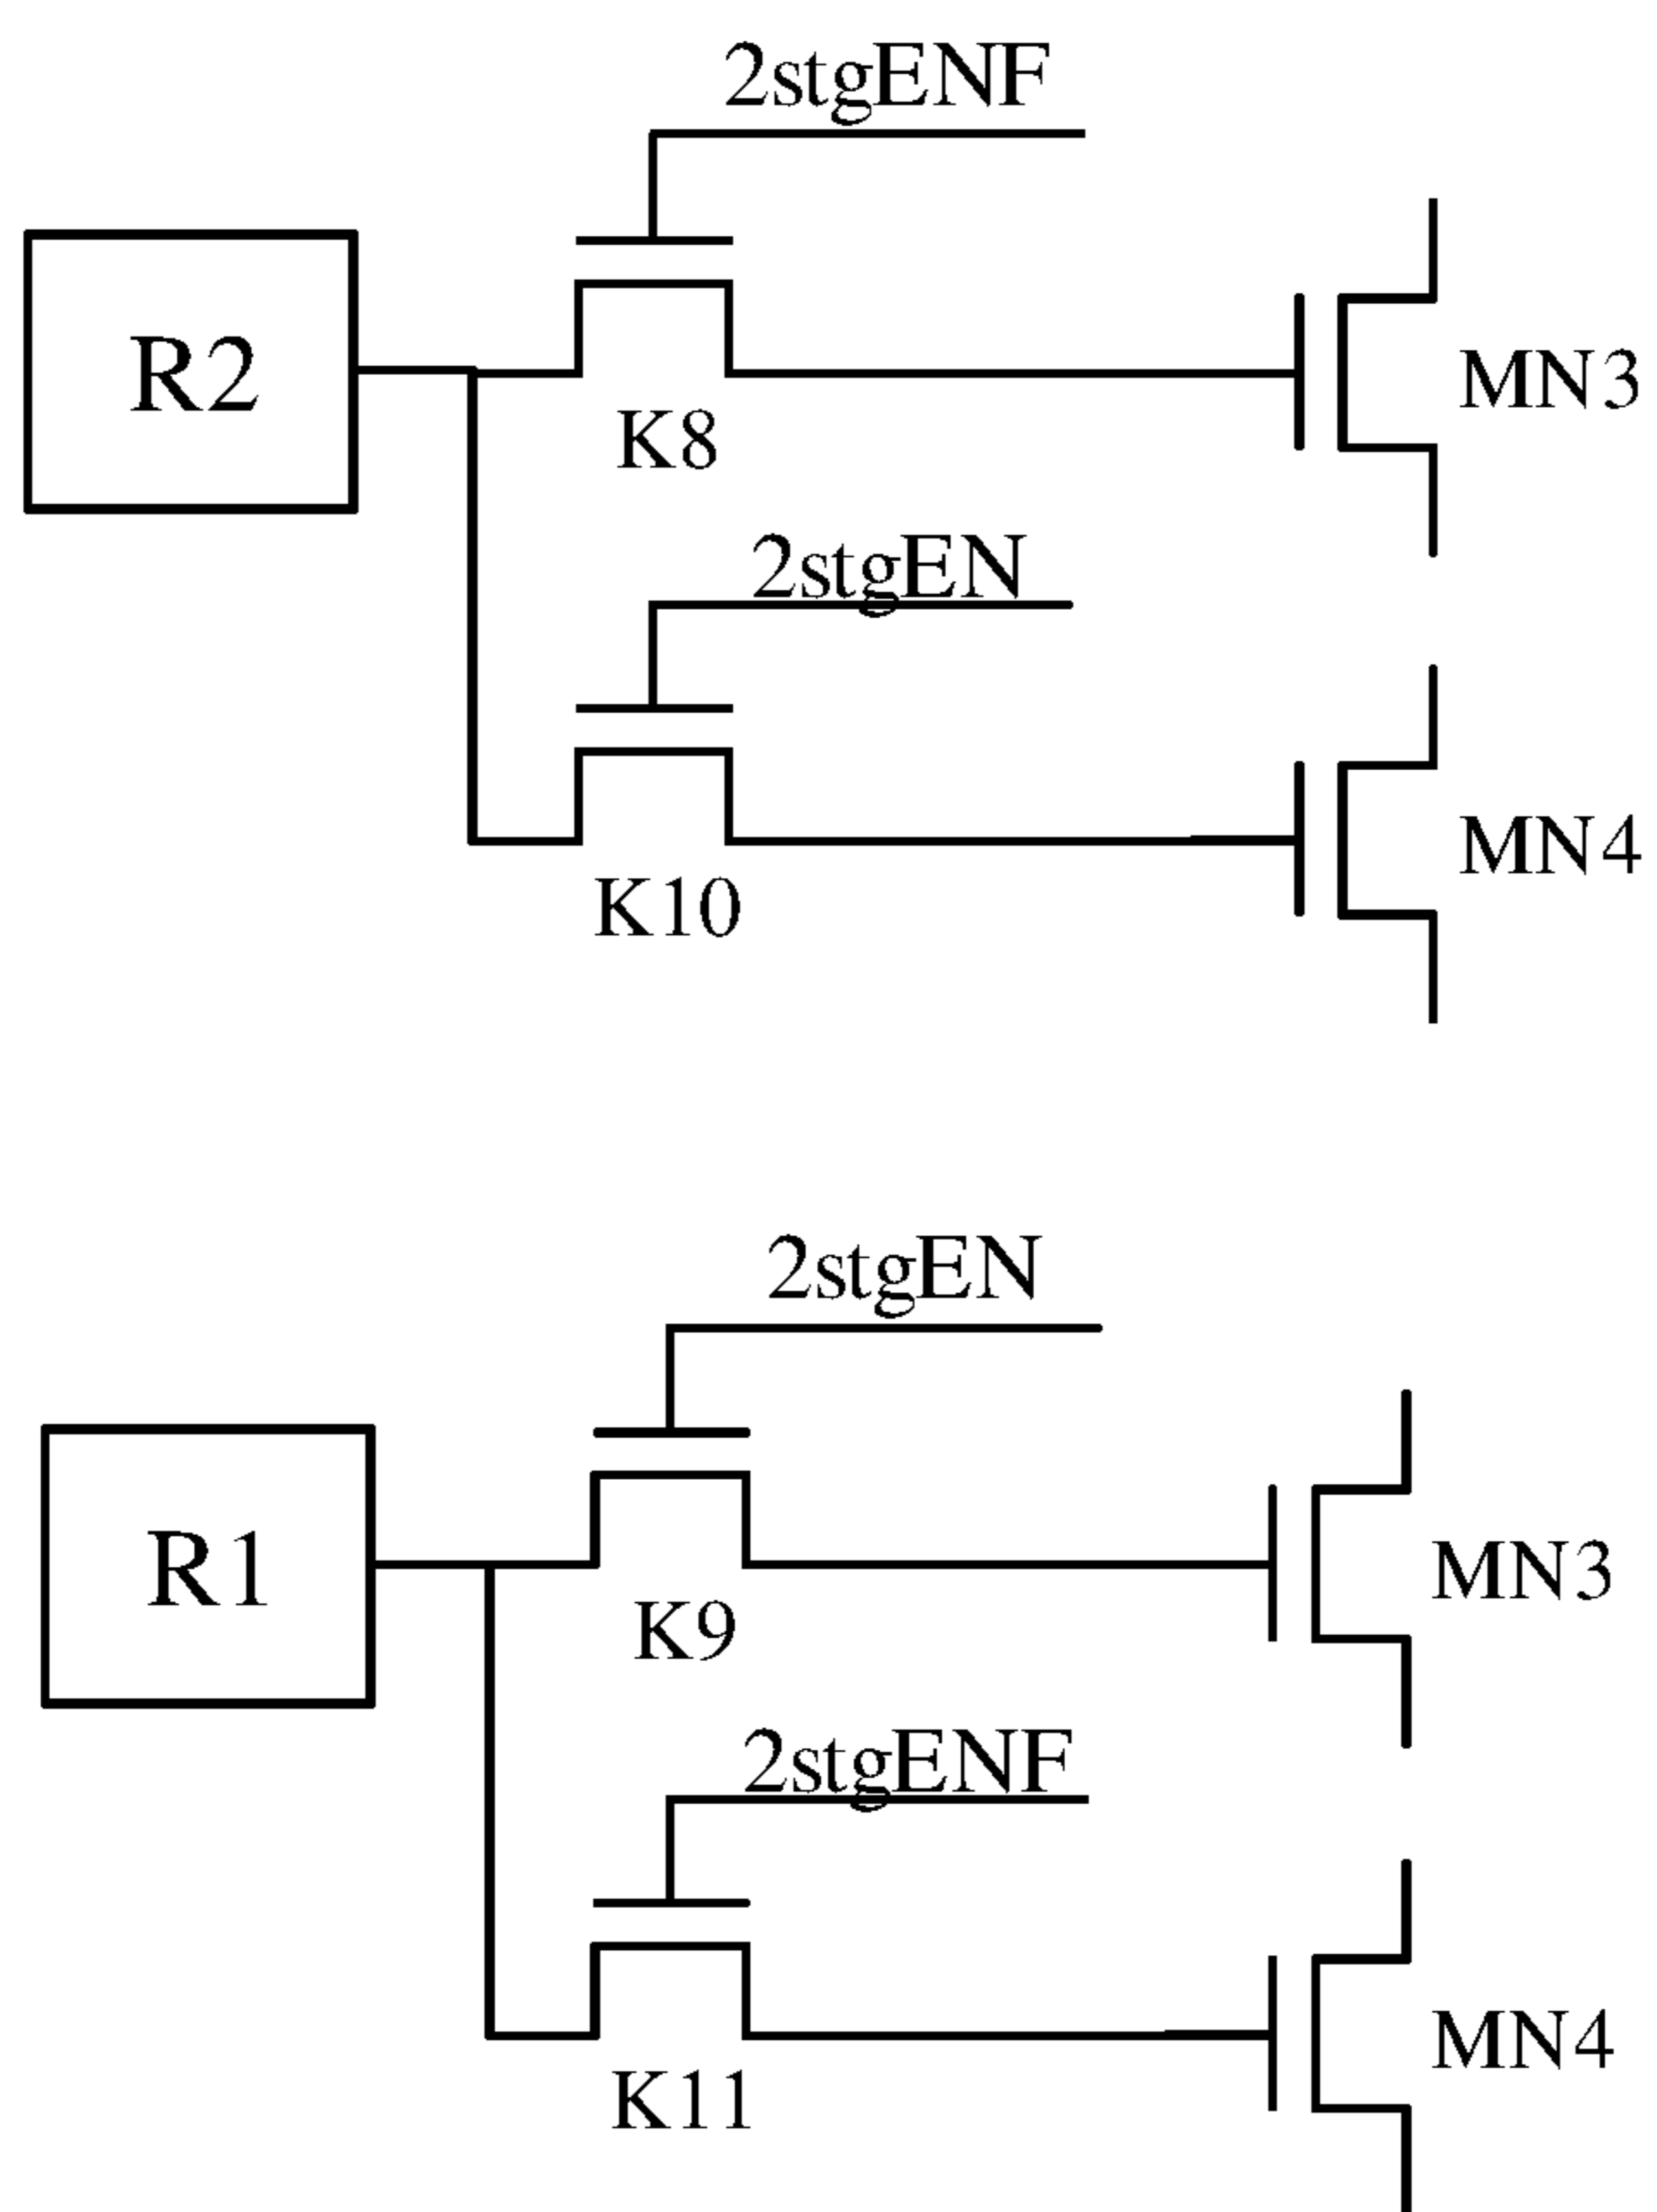 2stgENF
R2
MN3
K8
2stgEN
MN4
K10
2stgEN
R1
MN3
K9
2stgENF
MN4
K11